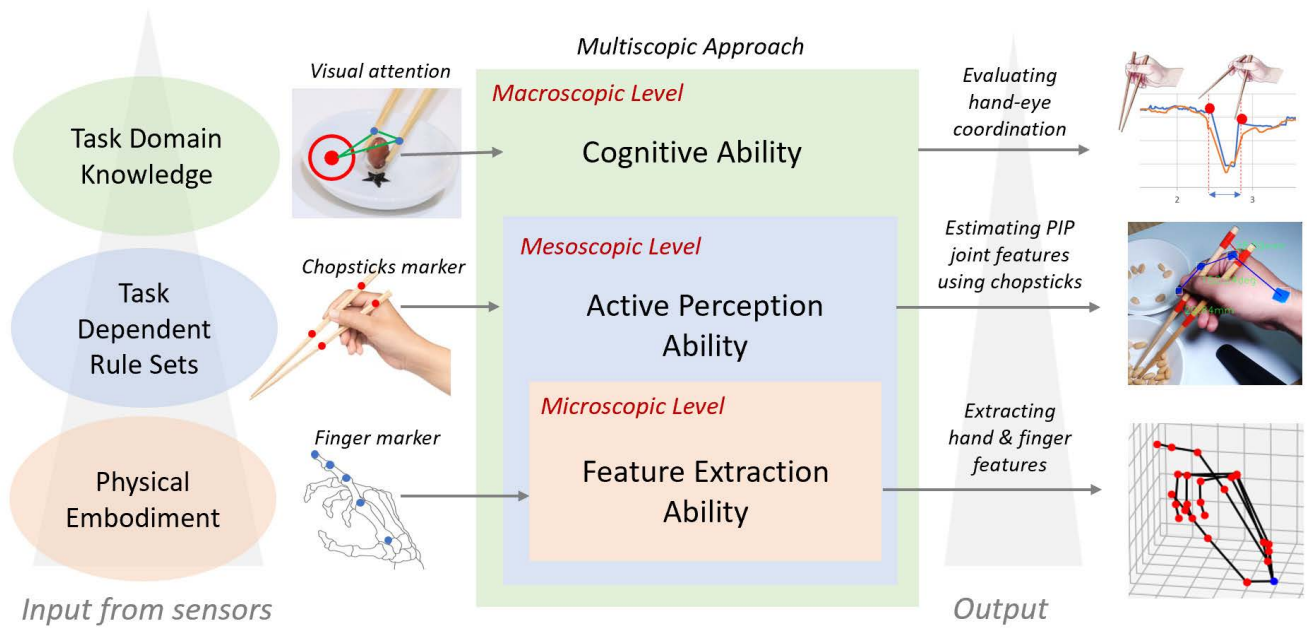 Multiscopic Approach
Visual attention
Macroscopic Level
Evaluating
hand-eye
coordination
Task Domain
Knowledge
Cognitive Ability
2
3
Mesoscopic Level
Estimating PIP
joint features
using chopsticks
Chopsticks marker
Task
Dependent
Rule Sets
Active Perception
Ability
Microscopic Level
Extracting
hand & finger
features
Finger marker
Physical
Embodiment
Feature Extraction
Ability
Input from sensors
Output